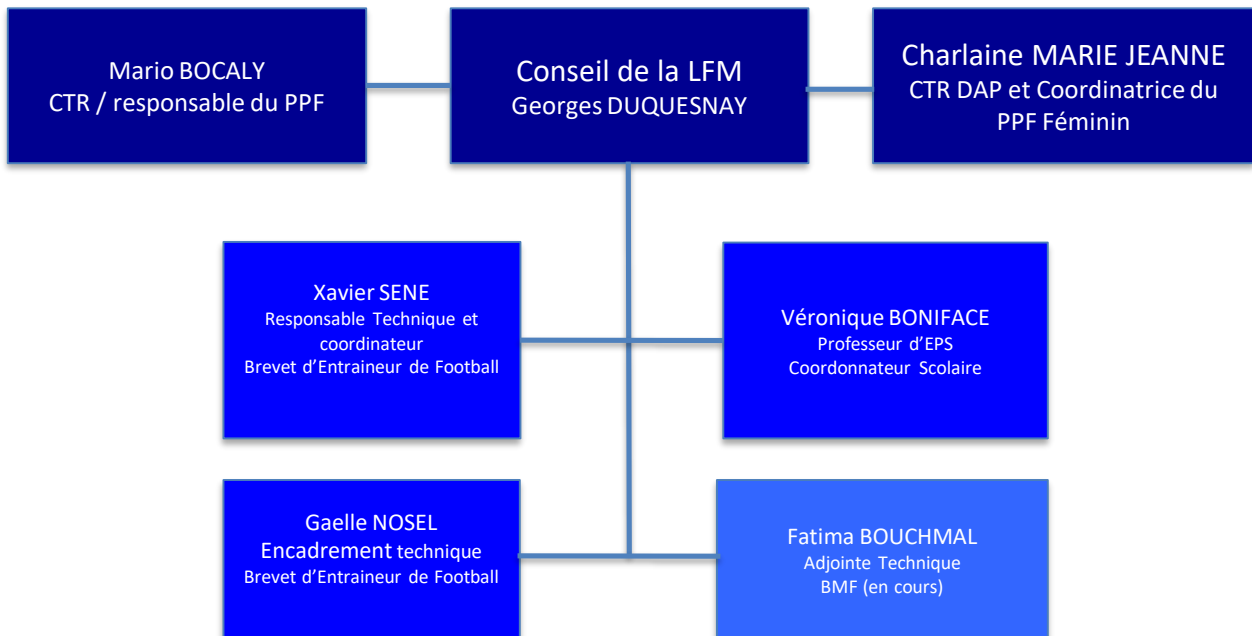 Mario BOCALY
CTR / responsable du PPF
Conseil de la LFM
Georges DUQUESNAY
Charlaine MARIE JEANNE
CTR DAP et Coordinatrice du
PPF Féminin
Xavier SENE
Responsable Technique et
coordinateur
Brevet d'Entraineur de Football
Véronique BONIFACE
Professeur d'EPS
Coordonnateur Scolaire
Gaelle NOSEL
Encadrement technique
Brevet d'Entraineur de Football
Fatima BOUCHMAL
Adjointe Technique
BMF (en cours)